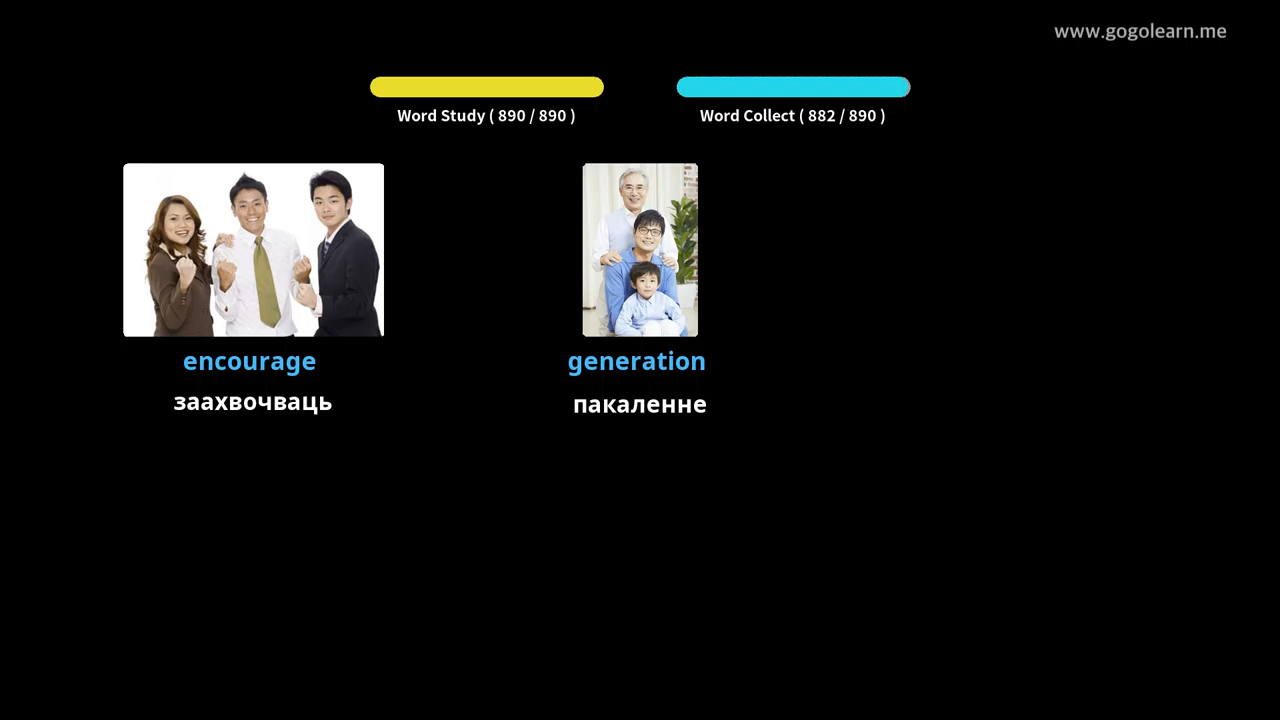 www.gogolearn.me
Word Study ( 890 / 890 )
Word Collect ( 882 / 890 )
encourage
заахвочваць
generation
пакаленне